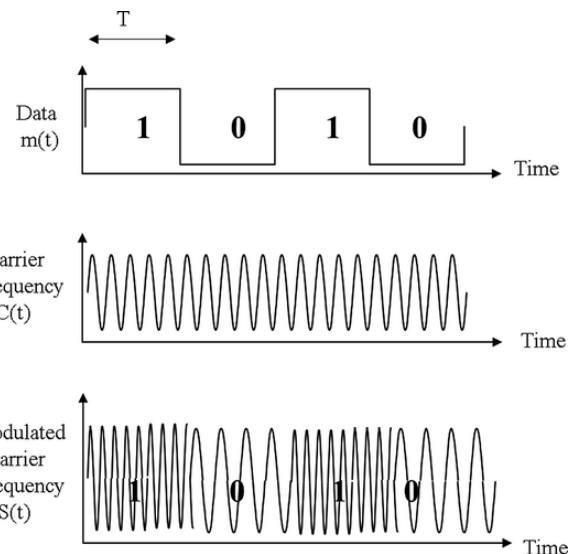 T
Data
m(t)
1 0 1 0
Time
arrier
equency
C(t)
Time
odulated
arrier
equency
S(t)
1 0 1 0
Time